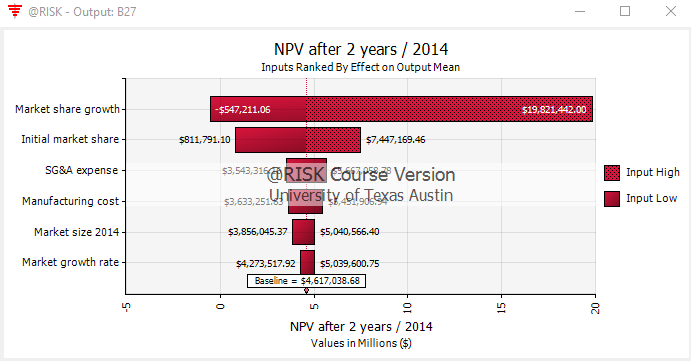 @RISK - Output: B27
NPV after 2 years / 2014
Inputs Ranked By Effect on Output Mean
Market share growth -$547,211.06 $19,821,442.00
Initial market share $811,791.10 $7,447,169.46
SG&A expense
@RISK Course Version
University of Texas Austin
Manufacturing cost
Market size 2014 $3,856,045.37 $5,040,566.40
Market growth rate $4,273,517.92 $5,039,600.75
Baseline = $4,617,038.68
Input High
Input Low
-5 0 5 10 15 20
NPV after 2 years / 2014
Values in Millions ($)